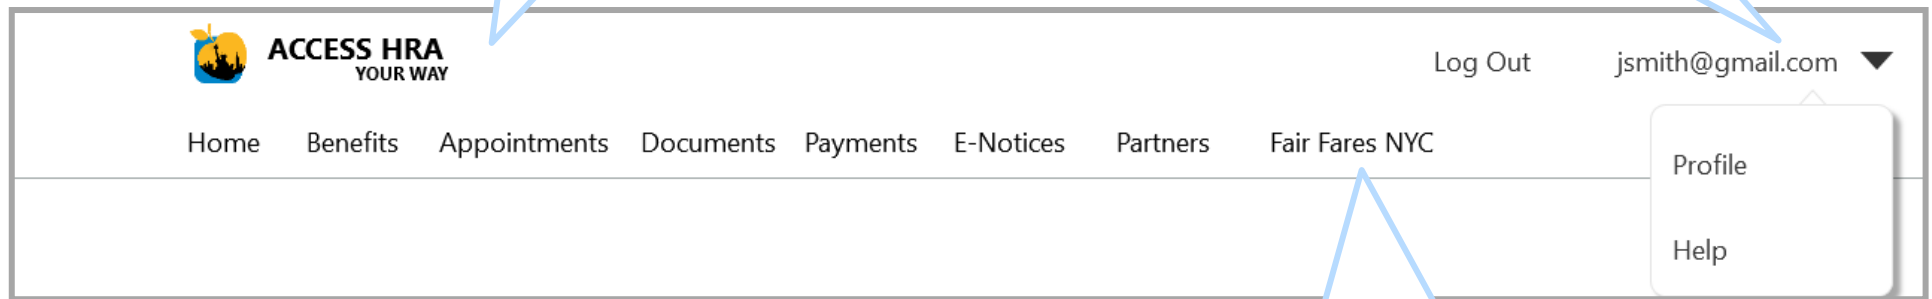 ACCESS HRA
YOUR WAY
Log Out jsmith@gmail.com
Home Benefits Appointments Documents Payments E-Notices Partners Fair Fares NYC
Profile
Help